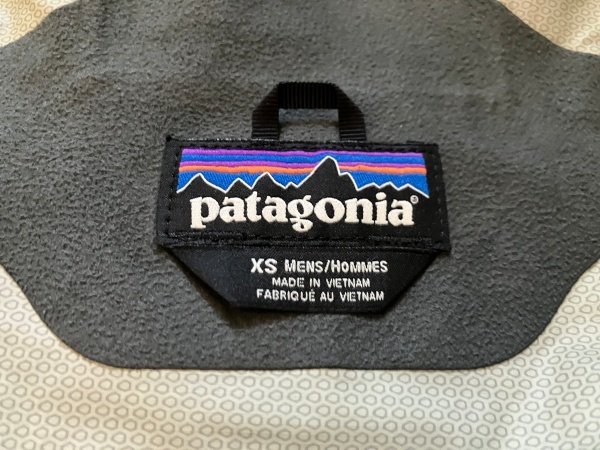 patagonia®
XS MENS/HOMMES
MADE IN VIETNAM
FABRIQUÉ AU VIETNAM